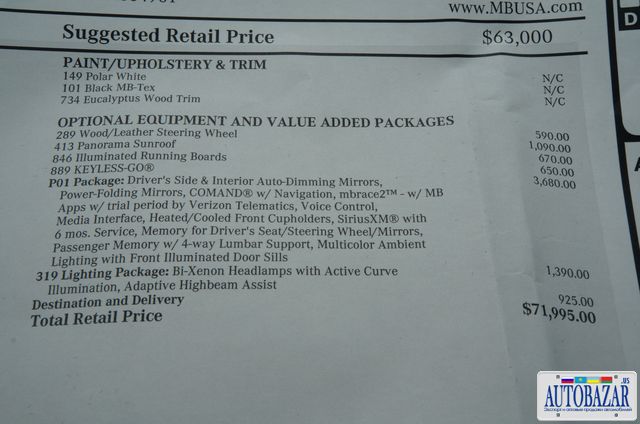 www.MBUSA.com
Suggested Retail Price $63,000
PAINT/UPHOLSTERY & TRIM
149 Polar White N/C
101 Black MB-Tex N/C
734 Eucalyptus Wood Trim N/C
OPTIONAL EQUIPMENT AND VALUE ADDED PACKAGES
289 Wood/Leather Steering Wheel 590.00
413 Panorama Sunroof 1,090.00
846 Illuminated Running Boards 670.00
889 KEYLESS-GO® 650.00
P01 Package: Driver's Side & Interior Auto-Dimming Mirrors, 3,680.00
Power-Folding Mirrors, COMAND® w/ Navigation, mbrace2™ - w/ MB
Apps w/ trial period by Verizon Telematics, Voice Control,
Media Interface, Heated/Cooled Front Cupholders, SiriusXM® with
6 mos. Service, Memory for Driver's Seat/Steering Wheel/Mirrors,
Passenger Memory w/ 4-way Lumbar Support, Multicolor Ambient
Lighting with Front Illuminated Door Sills
319 Lighting Package: Bi-Xenon Headlamps with Active Curve 1,390.00
Illumination, Adaptive Highbeam Assist
Destination and Delivery 925.00
Total Retail Price $71,995.00
AUTOBAZAR.us
Экспорт и оптовые продажи автомобилей